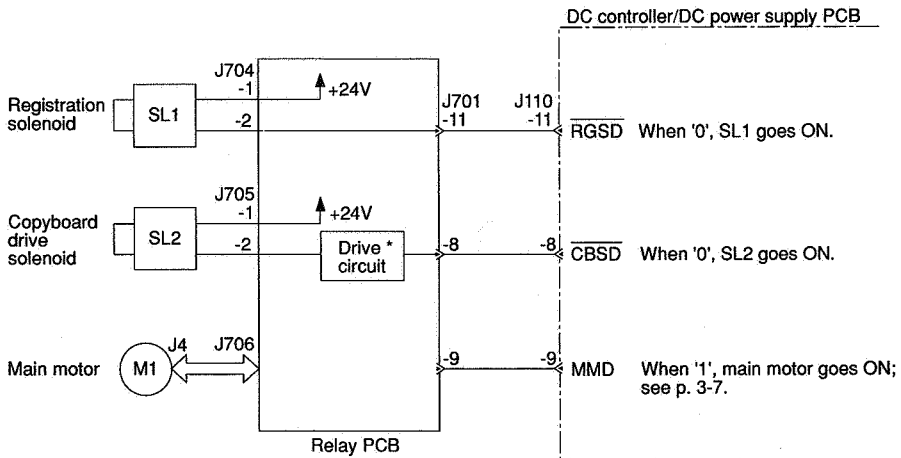 DC controller/DC power supply PCB
J704
-1
+24V
J701
J110
Registration
solenoid
SL1
-2
-11
-11
RGSD When '0', SL1 goes ON.
J705
-1
+24V
Copyboard
drive
solenoid
SL2
-2
Drive *
circuit
-8
-8
CBSD When '0', SL2 goes ON.
J4
J706
Main motor
M1
-9
-9
MMD When '1', main motor goes ON;
see p. 3-7.
Relay PCB